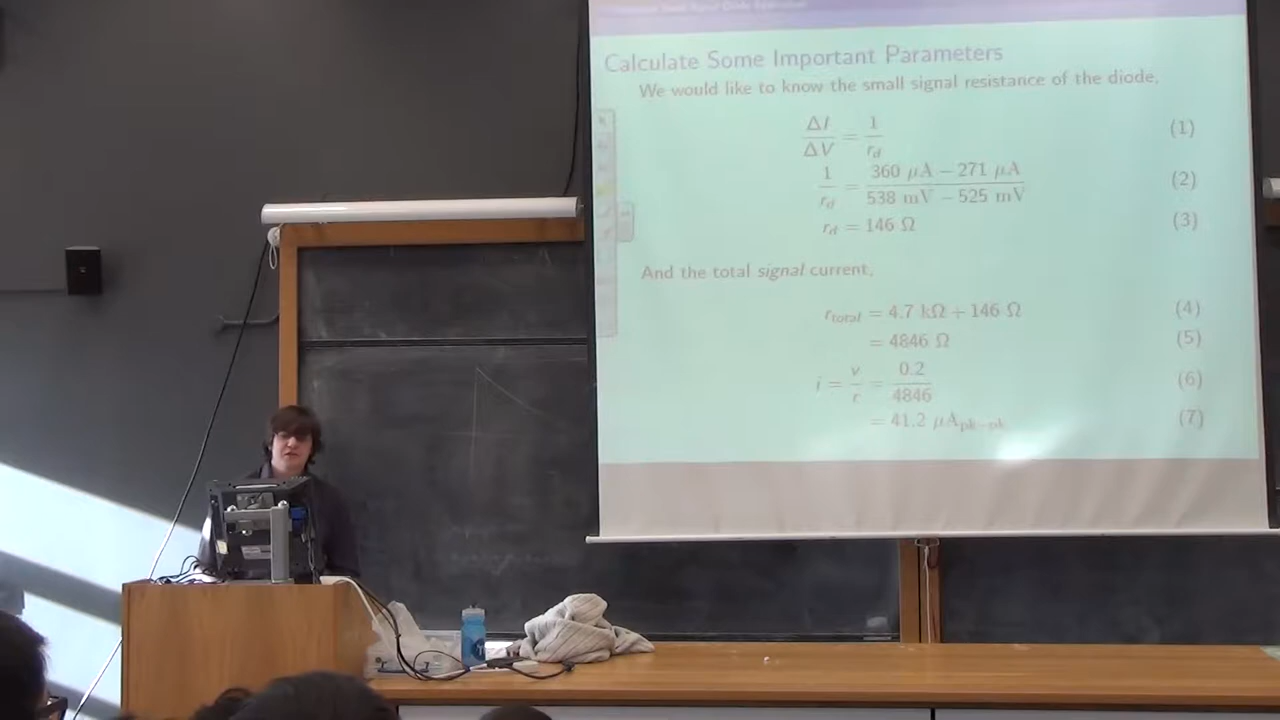 Calculate Some Important Parameters
We would like to know the small signal resistance of the diode,
ΔI/ΔV = 1/r_d (1)
1/r_d = (360 μA − 271 μA)/(538 mV − 525 mV) (2)
r_d = 146 Ω (3)
And the total signal current,
r_total = 4.7 kΩ + 146 Ω (4)
= 4846 Ω (5)
i = v/r = 0.2/4846 (6)
= 41.2 μA_pk−pk (7)